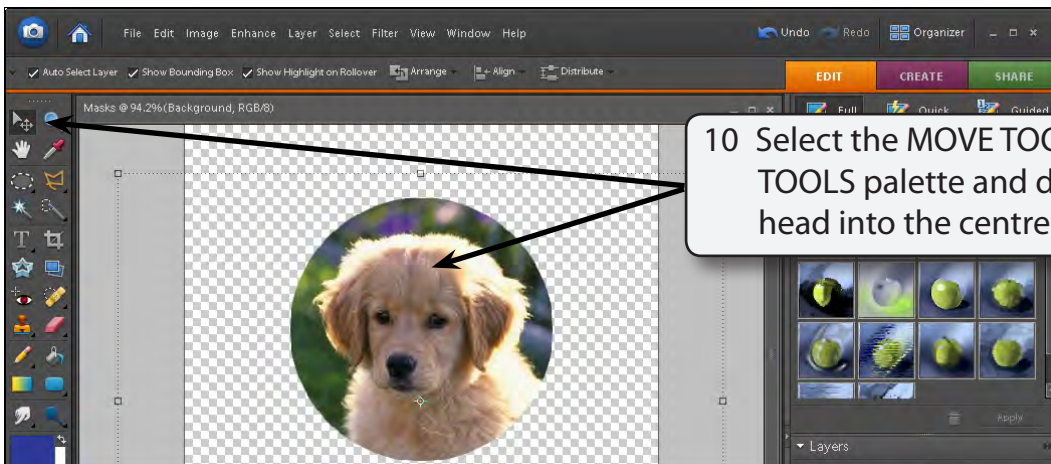 File Edit Image Enhance Layer Select Filter View Window Help
Undo Redo Organizer
Auto Select Layer Show Bounding Box Show Highlight on Rollover Arrange Align Distribute
EDIT CREATE SHARE
Masks @ 94.2%(Background, RGB/8)
Full Quick Guided
10 Select the MOVE
TOOLS palette and
head into the centre
Apply
Layers